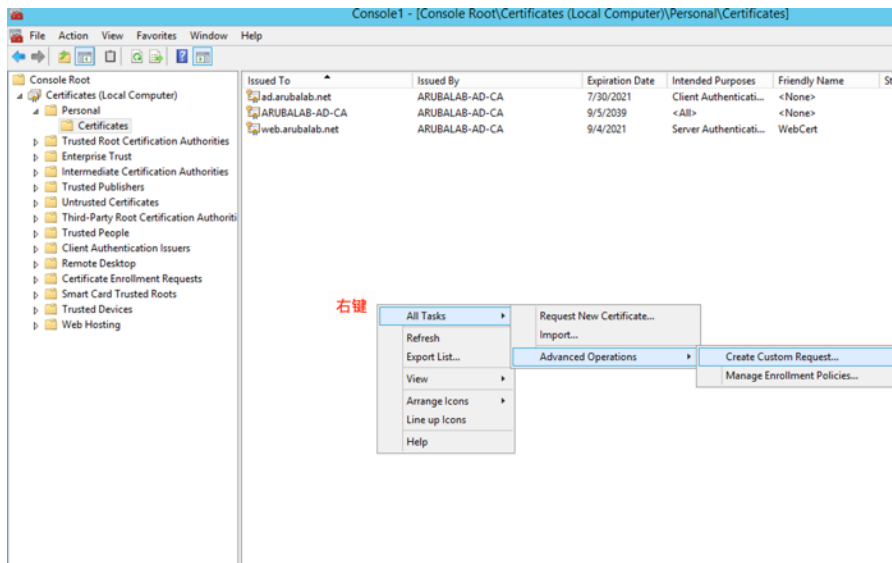 Console1 - [Console Root\Certificates (Local Computer)\Personal\Certificates]
File Action View Favorites Window Help
Console Root
Certificates (Local Computer)
Personal
Certificates
Trusted Root Certification Authorities
Enterprise Trust
Intermediate Certification Authorities
Trusted Publishers
Untrusted Certificates
Third-Party Root Certification Authoriti
Trusted People
Client Authentication Issuers
Remote Desktop
Certificate Enrollment Requests
Smart Card Trusted Roots
Trusted Devices
Web Hosting
Issued To Issued By Expiration Date Intended Purposes Friendly Name St
ad.arubalab.net ARUBALAB-AD-CA 7/30/2021 Client Authenticati... <None>
ARUBALAB-AD-CA ARUBALAB-AD-CA 9/5/2039 <All> <None>
web.arubalab.net ARUBALAB-AD-CA 9/4/2021 Server Authenticati... WebCert
右键
All Tasks
Refresh
Export List...
View
Arrange Icons
Line up Icons
Help
Request New Certificate...
Import...
Advanced Operations
Create Custom Request...
Manage Enrollment Policies...